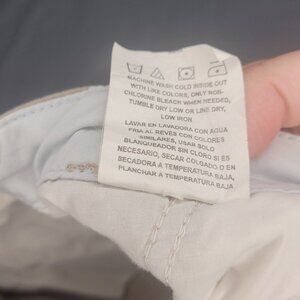 MACHINE WASH COLD INSIDE OUT
WITH LIKE COLORS, ONLY NON-
CHLORINE BLEACH WHEN NEEDED,
TUMBLE DRY LOW OR LINE DRY,
LOW IRON
LAVAR EN LAVADORA CON AGUA
FRIA AL REVES CON COLORES
SIMILARES, USAR SOLO
BLANQUEADOR SIN CLORO SI ES
NECESARIO, SECAR COLGADO O EN
SECADORA A TEMPERATURA BAJA,
PLANCHAR A TEMPERATURA BAJA